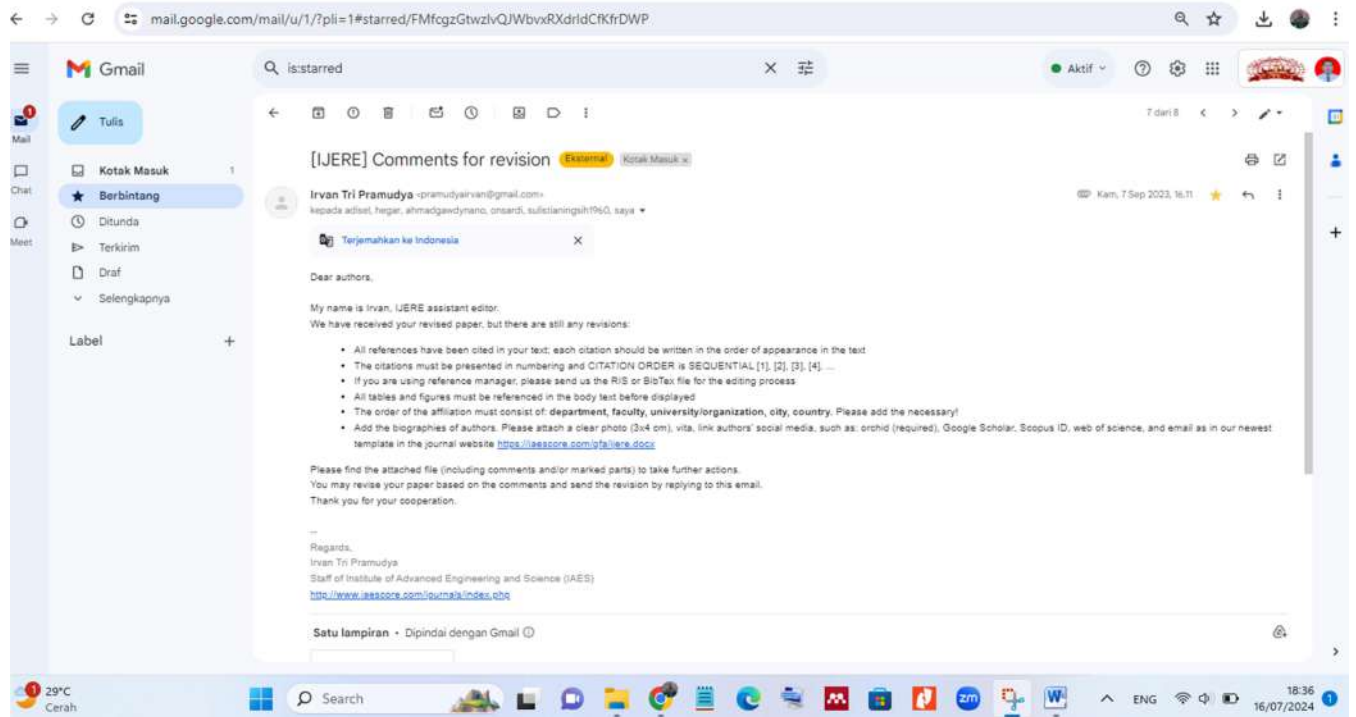 mail.google.com/mail/u/1/?pli=1#starred/FMfcgzGtwzlvQJWbvxRXdrIdCfKfrDWP
Gmail
is:starred
Aktif
1
Mail
Tulis
7 dari 8
Chat
Meet
Kotak Masuk 1
Berbintang
Ditunda
Terkirim
Draf
Selengkapnya
Label
[IJERE] Comments for revision Eksternal Kotak Masuk x
Irvan Tri Pramudya <pramudyairvan@gmail.com>
Kam, 7 Sep 2023, 16.11
kepada adisel, hegar, ahmadgawdynano, onsardi, sulistianingsih1960, saya
Terjemahkan ke Indonesia
Dear authors,
My name is Irvan, IJERE assistant editor.
We have received your revised paper, but there are still any revisions:
• All references have been cited in your text; each citation should be written in the order of appearance in the text
• The citations must be presented in numbering and CITATION ORDER is SEQUENTIAL [1], [2], [3], [4], ...
• If you are using reference manager, please send us the RIS or BibTex file for the editing process
• All tables and figures must be referenced in the body text before displayed
• The order of the affiliation must consist of: department, faculty, university/organization, city, country. Please add the necessary!
• Add the biographies of authors. Please attach a clear photo (3x4 cm), vita, link authors' social media, such as: orchid (required), Google Scholar, Scopus ID, web of science, and email as in our newest
template in the journal website https://iaescore.com/gfa/ijere.docx
Please find the attached file (including comments and/or marked parts) to take further actions.
You may revise your paper based on the comments and send the revision by replying to this email.
Thank you for your cooperation.
--
Regards,
Irvan Tri Pramudya
Staff of Institute of Advanced Engineering and Science (IAES)
http://www.iaescore.com/journals/index.php
Satu lampiran • Dipindai dengan Gmail
1
29°C
Cerah
Search
zm
W
ENG
18:36
16/07/2024
1